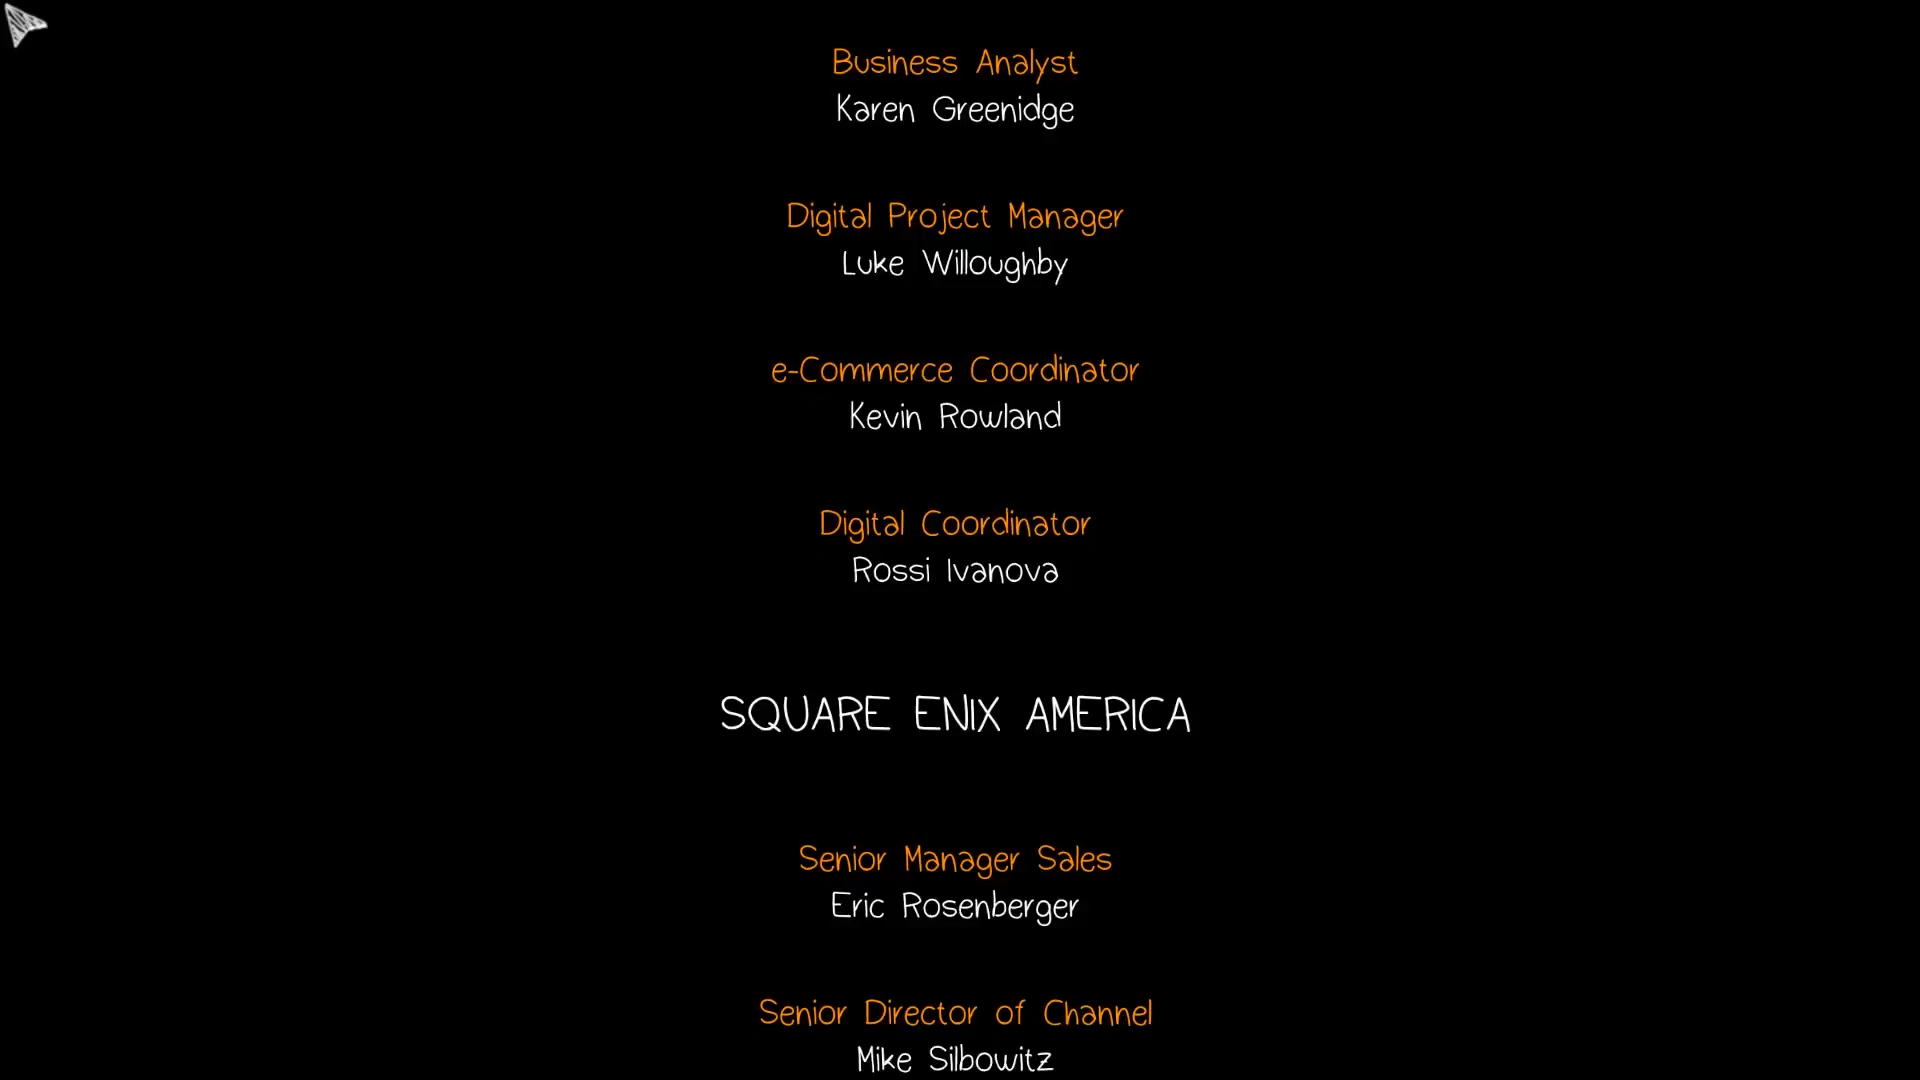 Business Analyst
Karen Greenidge
Digital Project Manager
Luke Willoughby
e-Commerce Coordinator
Kevin Rowland
Digital Coordinator
Rossi Ivanova
SQUARE ENIX AMERICA
Senior Manager Sales
Eric Rosenberger
Senior Director of Channel
Mike Silbowitz